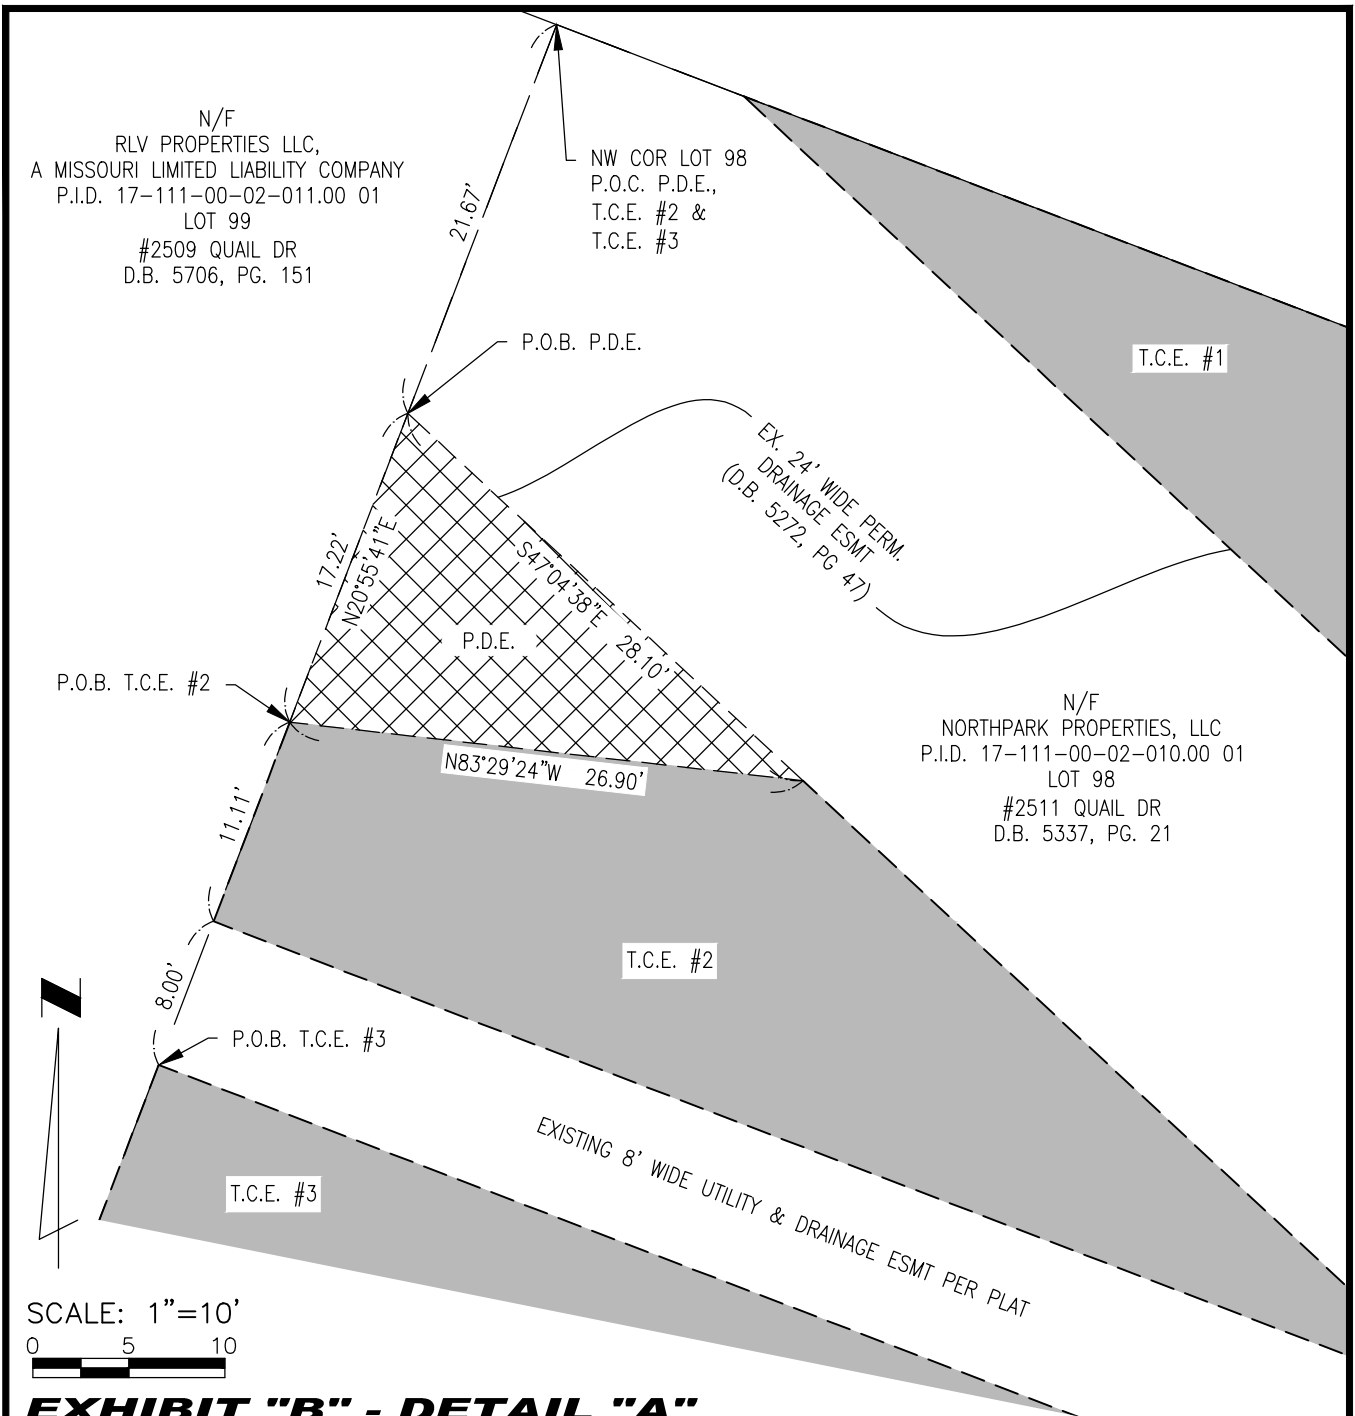 N/F
RLV PROPERTIES LLC,
A MISSOURI LIMITED LIABILITY COMPANY
P.I.D. 17-111-00-02-011.00 01
LOT 99
#2509 QUAIL DR
D.B. 5706, PG. 151
21.67'
NW COR LOT 98
P.O.C. P.D.E.,
T.C.E. #2 &
T.C.E. #3
T.C.E. #1
P.O.B. P.D.E.
EX. 24' WIDE PERM.
DRAINAGE ESMT
(D.B. 5272, PG 47)
17.22'
N20°55'41"E
S47°04'38"E 28.10'
P.D.E.
P.O.B. T.C.E. #2
N83°29'24"W 26.90'
N/F
NORTHPARK PROPERTIES, LLC
P.I.D. 17-111-00-02-010.00 01
LOT 98
#2511 QUAIL DR
D.B. 5337, PG. 21
11.11'
T.C.E. #2
8.00'
N
P.O.B. T.C.E. #3
EXISTING 8' WIDE UTILITY & DRAINAGE ESMT PER PLAT
T.C.E. #3
SCALE: 1"=10'
0 5 10
EXHIBIT "B" - DETAIL "A"